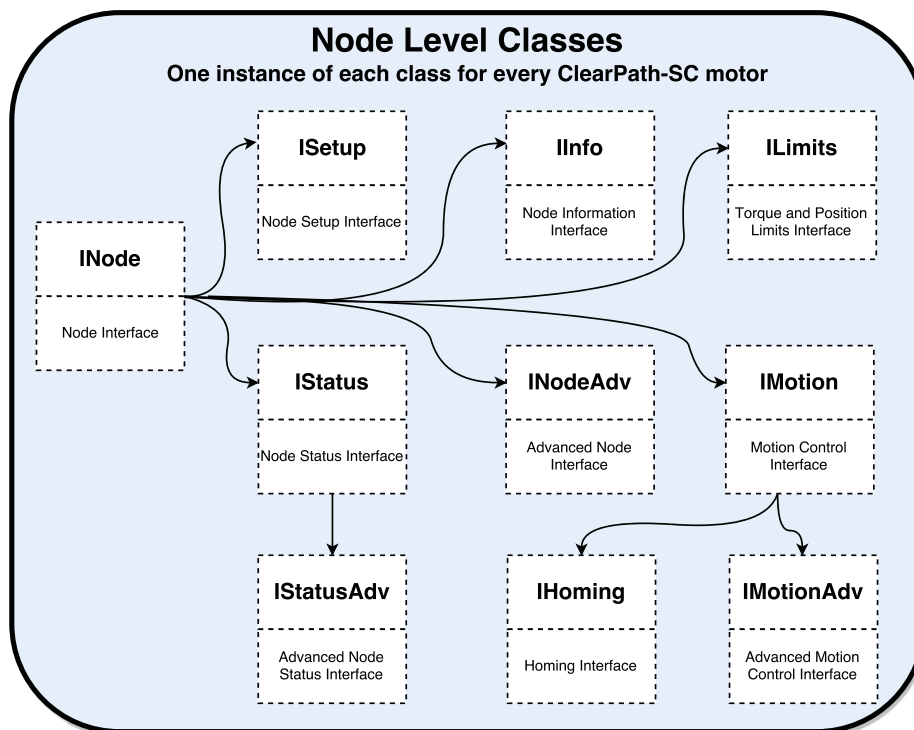 Node Level Classes
One instance of each class for every ClearPath-SC motor
ISetup
Node Setup Interface
IInfo
Node Information
Interface
ILimits
Torque and Position
Limits Interface
INode
Node Interface
IStatus
Node Status Interface
INodeAdv
Advanced Node
Interface
IMotion
Motion Control
Interface
IStatusAdv
Advanced Node
Status Interface
IHoming
Homing Interface
IMotionAdv
Advanced Motion
Control Interface